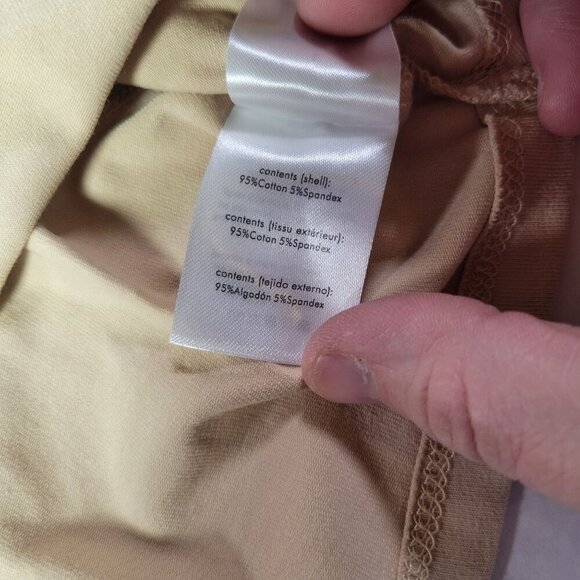 contents (shell):
95%Cotton 5%Spandex
contents (tissu extérieur):
95%Coton 5%Spandex
contents (tejido externo):
95%Algodón 5%Spandex